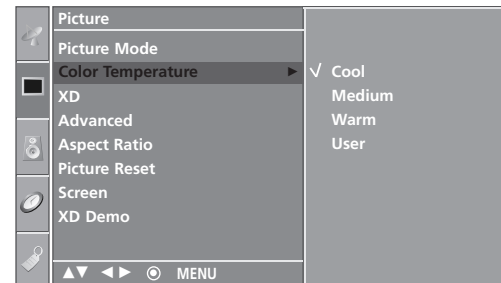 Picture
Picture Mode
Color Temperature ► √ Cool
XD Medium
Advanced Warm
Aspect Ratio User
Picture Reset
Screen
XD Demo
▲▼ ◄► ⦿ MENU